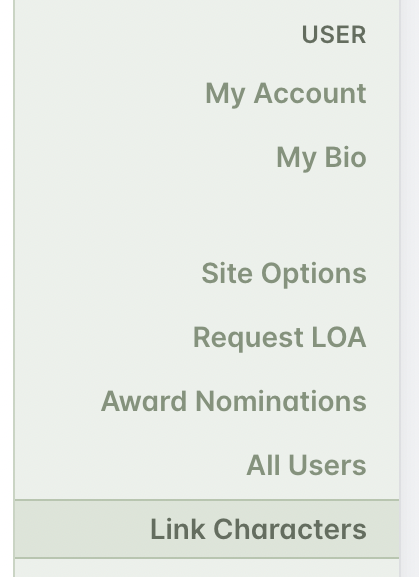 USER
My Account
My Bio
Site Options
Request LOA
Award Nominations
All Users
Link Characters